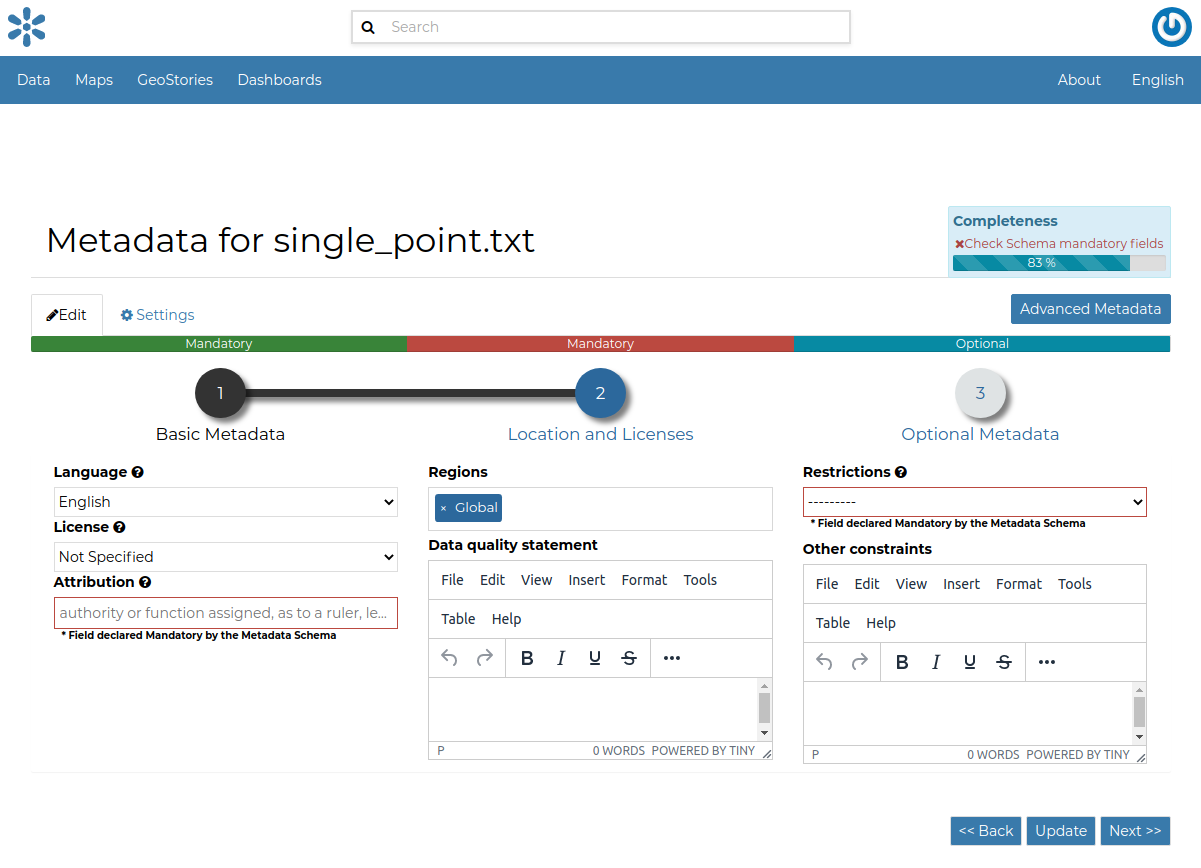 Search
Data Maps GeoStories Dashboards About English
Metadata for single_point.txt
Completeness
Check Schema mandatory fields
83 %
Edit Settings Advanced Metadata
Mandatory Mandatory Optional
1 2 3
Basic Metadata Location and Licenses Optional Metadata
Language
English
License
Not Specified
Attribution
authority or function assigned, as to a ruler, le...
* Field declared Mandatory by the Metadata Schema
Regions
× Global
Data quality statement
File Edit View Insert Format Tools
Table Help
B I U S ...
P 0 WORDS POWERED BY TINY
Restrictions
---------
* Field declared Mandatory by the Metadata Schema
Other constraints
File Edit View Insert Format Tools
Table Help
B I U S ...
P 0 WORDS POWERED BY TINY
<< Back Update Next >>